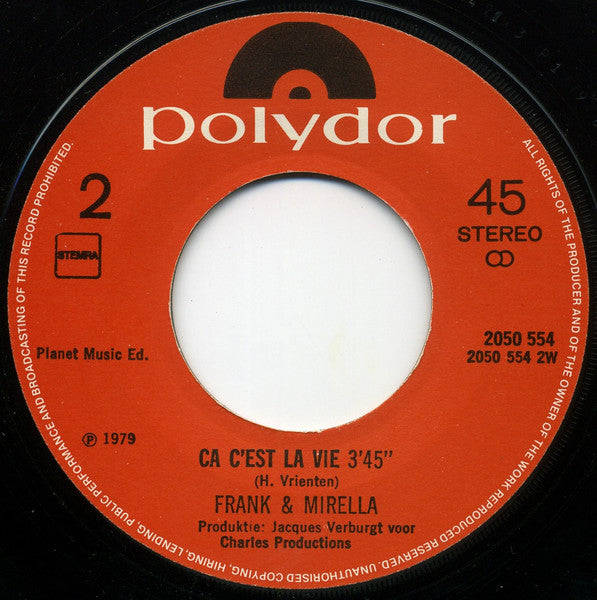 polydor
2
45
STEREO
STEMRA
2050 554
2050 554 2W
Planet Music Ed.
℗ 1979
CA C'EST LA VIE 3'45"
(H. Vrienten)
FRANK & MIRELLA
Produktie: Jacques Verburgt voor
Charles Productions
ALL RIGHTS OF THE PRODUCER AND OF THE OWNER OF THE WORK REPRODUCED RESERVED. UNAUTHORISED COPYING, HIRING, LENDING, PUBLIC PERFORMANCE AND BROADCASTING OF THIS RECORD PROHIBITED.